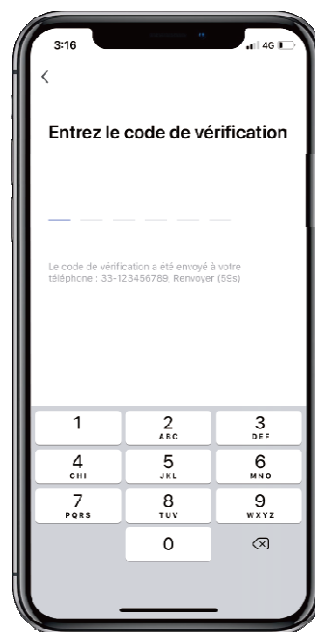 3:16 4G
Entrez le code de vérification
Le code de vérification a été envoyé à votre
téléphone : 33-123456789, Renvoyer (59s)
1 2 3
ABC DEF
4 5 6
GHI JKL MNO
7 8 9
PQRS TUV WXYZ
0